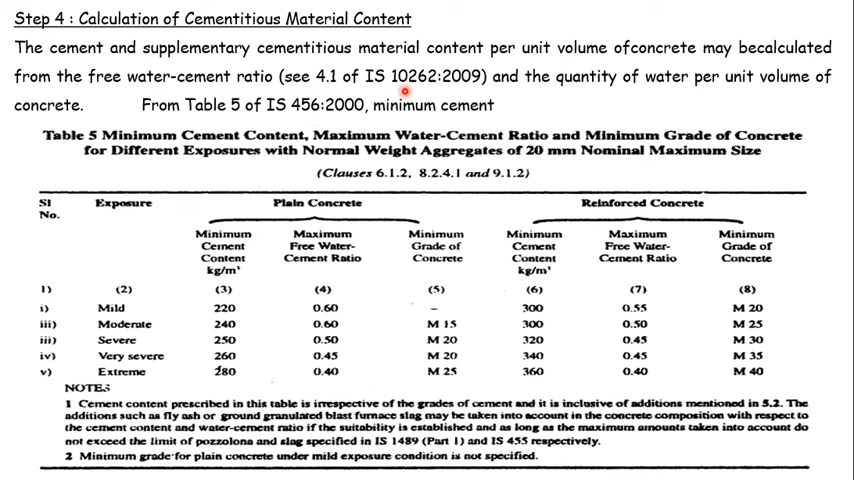 Step 4 : Calculation of Cementitious Material Content
The cement and supplementary cementitious material content per unit volume ofconcrete may becalculated
from the free water-cement ratio (see 4.1 of IS 10262:2009) and the quantity of water per unit volume of
concrete. From Table 5 of IS 456:2000, minimum cement
Table 5 Minimum Cement Content, Maximum Water-Cement Ratio and Minimum Grade of Concrete
for Different Exposures with Normal Weight Aggregates of 20 mm Nominal Maximum Size
(Clauses 6.1.2, 8.2.4.1 and 9.1.2)
SI Exposure Plain Concrete Reinforced Concrete
No.
Minimum Maximum Minimum Minimum Maximum Minimum
Cement Free Water- Grade of Cement Free Water- Grade of
Content Cement Ratio Concrete Content Cement Ratio Concrete
kg/m³ kg/m³
1) (2) (3) (4) (5) (6) (7) (8)
i) Mild 220 0.60 – 300 0.55 M 20
iii) Moderate 240 0.60 M 15 300 0.50 M 25
iii) Severe 250 0.50 M 20 320 0.45 M 30
iv) Very severe 260 0.45 M 20 340 0.45 M 35
v) Extreme 280 0.40 M 25 360 0.40 M 40
NOTES
1 Cement content prescribed in this table is irrespective of the grades of cement and it is inclusive of additions mentioned in 5.2. The
additions such as fly ash or ground granulated blast furnace slag may be taken into account in the concrete composition with respect to
the cement content and water-cement ratio if the suitability is established and as long as the maximum amounts taken into account do
not exceed the limit of pozzolona and slag specified in IS 1489 (Part 1) and IS 455 respectively.
2 Minimum grade for plain concrete under mild exposure condition is not specified.